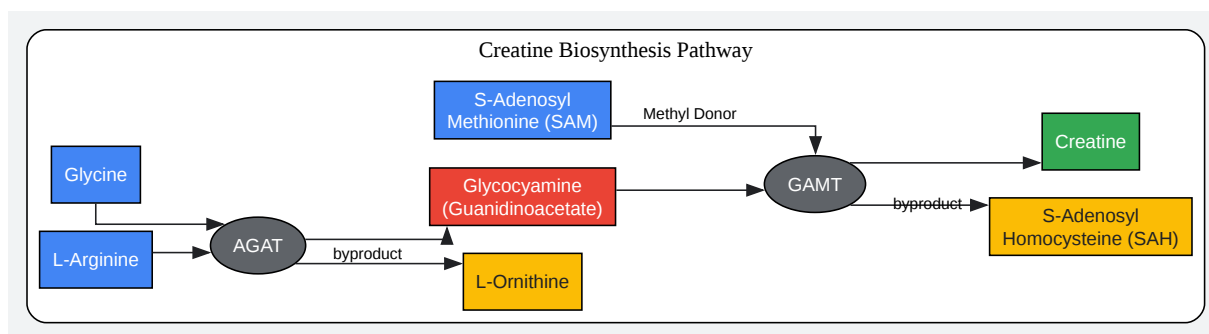 Creatine Biosynthesis Pathway
S-Adenosyl
Methionine (SAM)
Methyl Donor
Creatine
Glycine
Glycocyamine
(Guanidinoacetate)
GAMT
byproduct
S-Adenosyl
Homocysteine (SAH)
L-Arginine
AGAT
byproduct
L-Ornithine